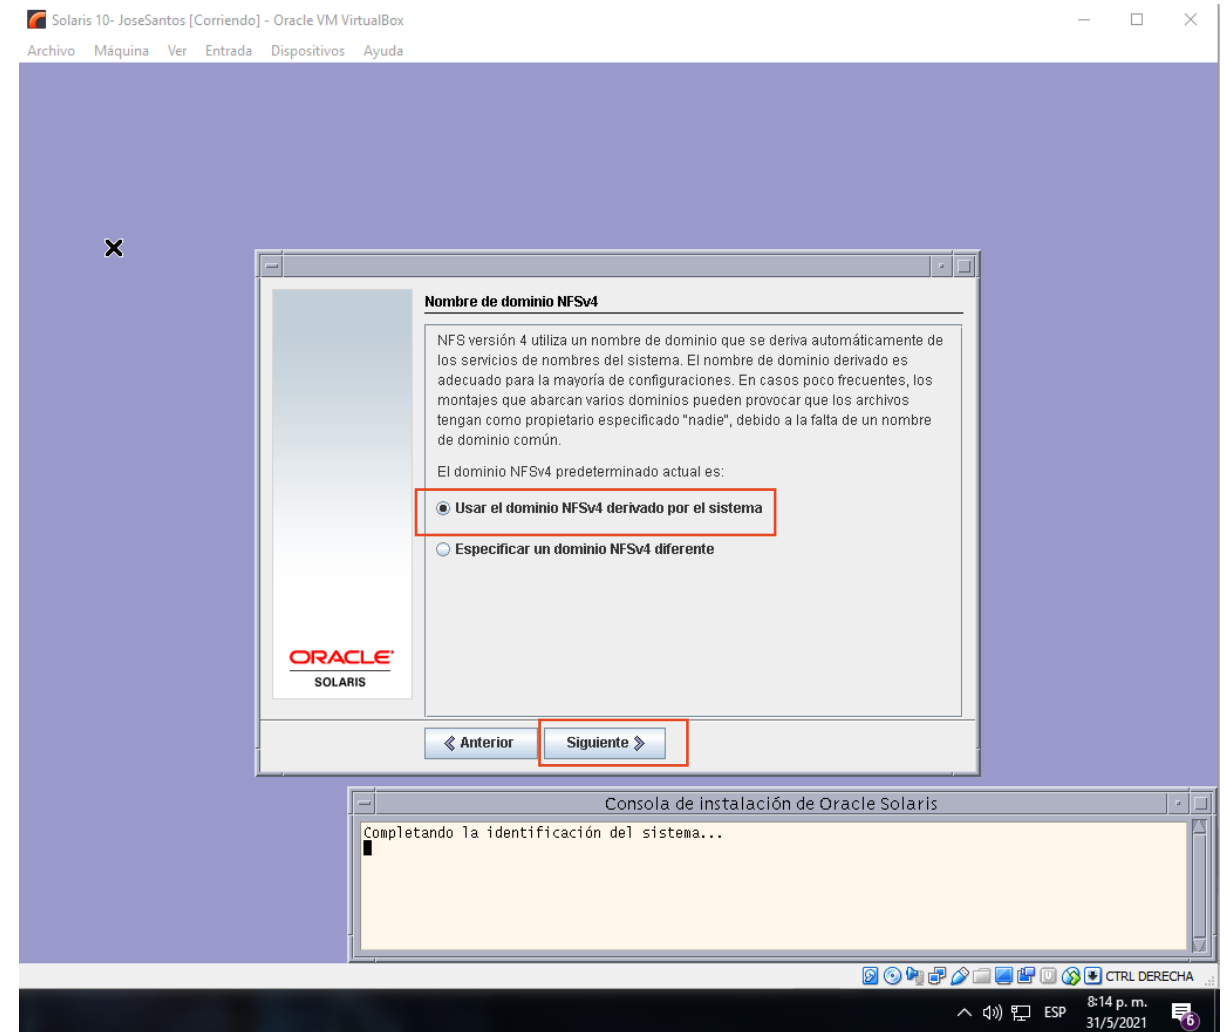 Solaris 10- JoseSantos [Corriendo] - Oracle VM VirtualBox
Archivo Máquina Ver Entrada Dispositivos Ayuda
Nombre de dominio NFSv4
NFS versión 4 utiliza un nombre de dominio que se deriva automáticamente de
los servicios de nombres del sistema. El nombre de dominio derivado es
adecuado para la mayoría de configuraciones. En casos poco frecuentes, los
montajes que abarcan varios dominios pueden provocar que los archivos
tengan como propietario especificado "nadie", debido a la falta de un nombre
de dominio común.
El dominio NFSv4 predeterminado actual es:
Usar el dominio NFSv4 derivado por el sistema
Especificar un dominio NFSv4 diferente
ORACLE
SOLARIS
Anterior
Siguiente
Consola de instalación de Oracle Solaris
Completando la identificación del sistema...
CTRL DERECHA
ESP
8:14 p. m.
31/5/2021
6